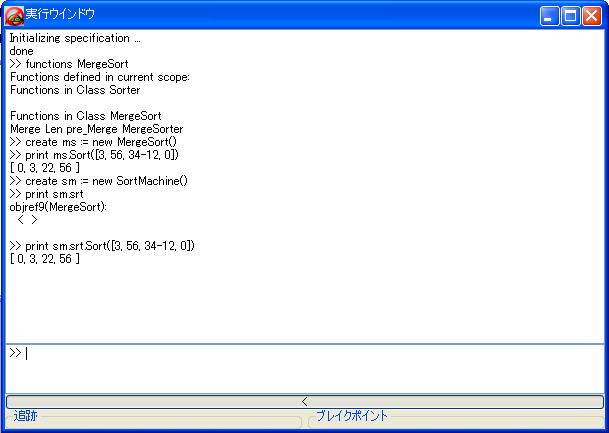 実行ウインドウ
Initializing specification ...
done
>> functions MergeSort
Functions defined in current scope:
Functions in Class Sorter
Functions in Class MergeSort
Merge Len pre_Merge MergeSorter
>> create ms := new MergeSort()
>> print ms.Sort([3, 56, 34-12, 0])
[ 0, 3, 22, 56 ]
>> create sm := new SortMachine()
>> print sm.srt
objref9(MergeSort):
< >
>> print sm.srt.Sort([3, 56, 34-12, 0])
[ 0, 3, 22, 56 ]
>>
<
追跡 ブレイクポイント